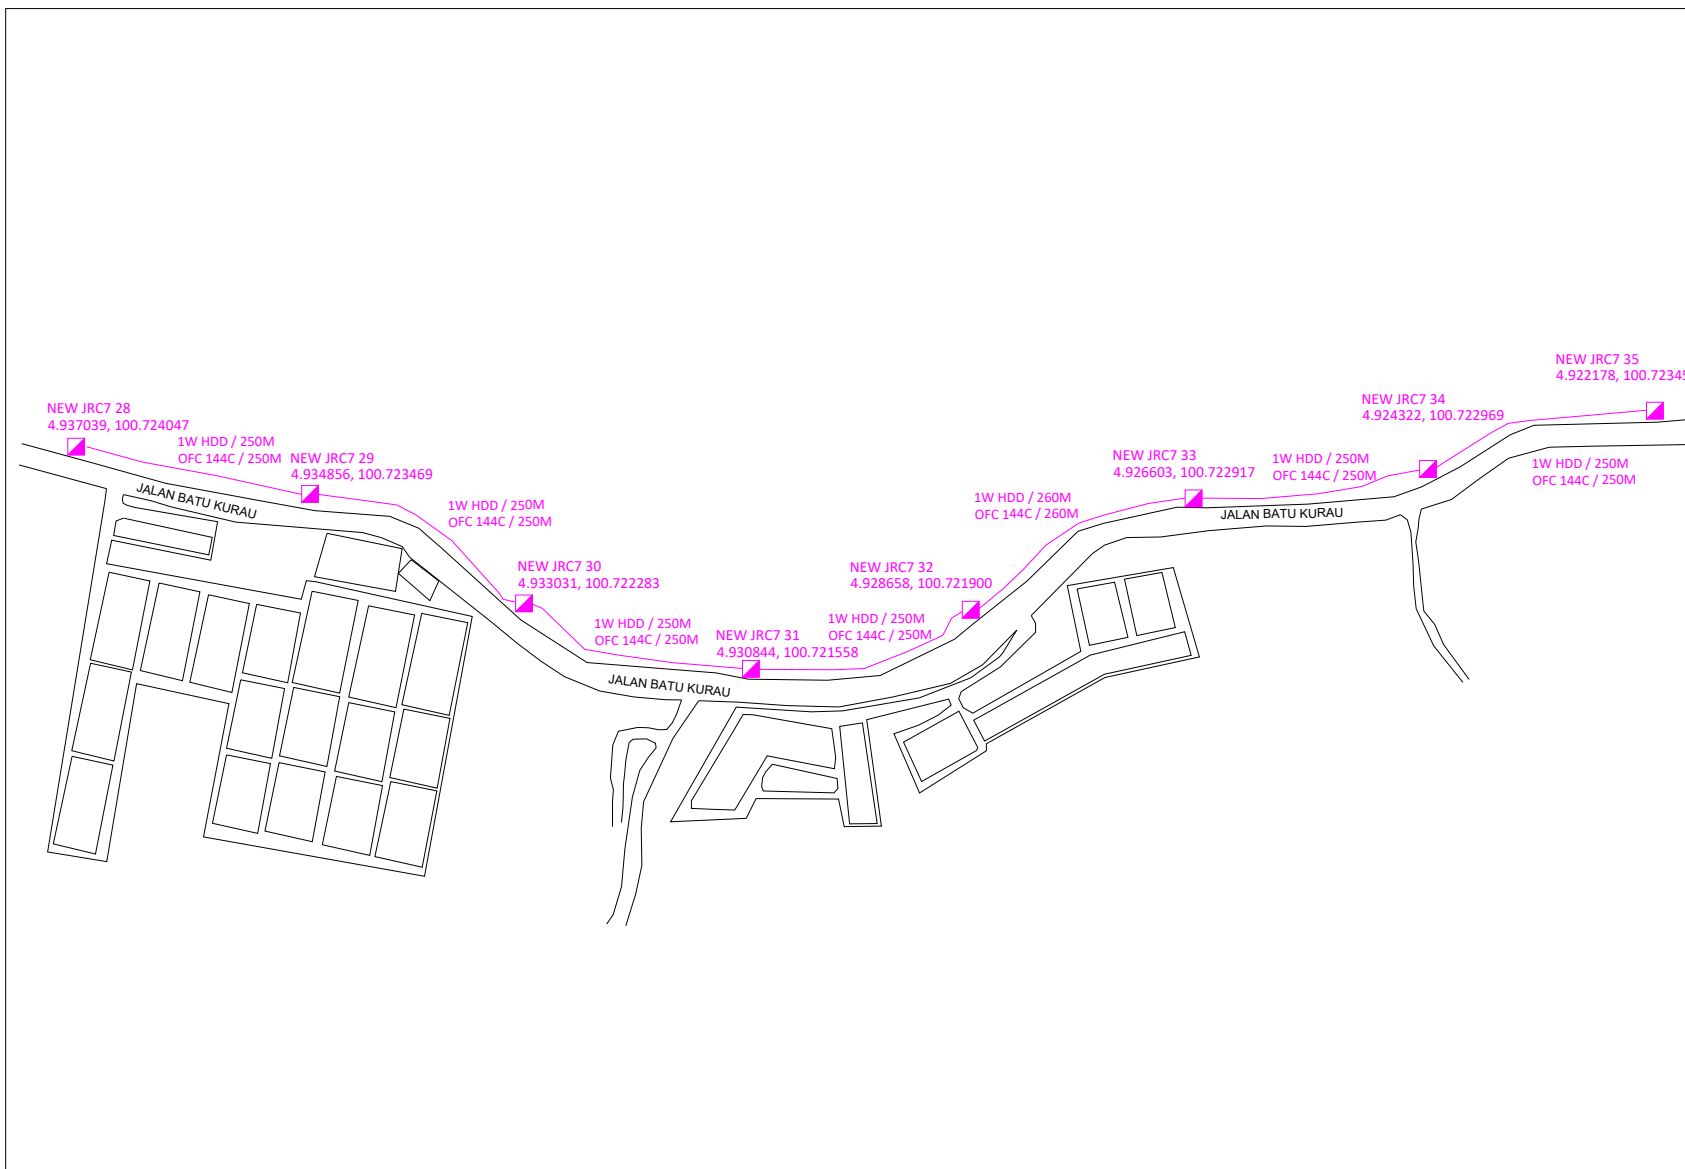 NEW JRC7 28
4.937039, 100.724047
1W HDD / 250M
OFC 144C / 250M
NEW JRC7 29
4.934856, 100.723469
JALAN BATU KURAU
1W HDD / 250M
OFC 144C / 250M
NEW JRC7 30
4.933031, 100.722283
1W HDD / 250M
OFC 144C / 250M
JALAN BATU KURAU
NEW JRC7 31
4.930844, 100.721558
1W HDD / 250M
OFC 144C / 250M
NEW JRC7 32
4.928658, 100.721900
1W HDD / 260M
OFC 144C / 260M
NEW JRC7 33
4.926603, 100.722917
JALAN BATU KURAU
1W HDD / 250M
OFC 144C / 250M
NEW JRC7 34
4.924322, 100.722969
1W HDD / 250M
OFC 144C / 250M
NEW JRC7 35
4.922178, 100.72345